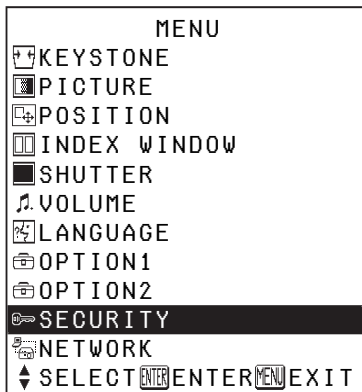 MENU
KEYSTONE
PICTURE
POSITION
INDEX WINDOW
SHUTTER
VOLUME
LANGUAGE
OPTION1
OPTION2
SECURITY
NETWORK
SELECT ENTER ENTER MENU EXIT